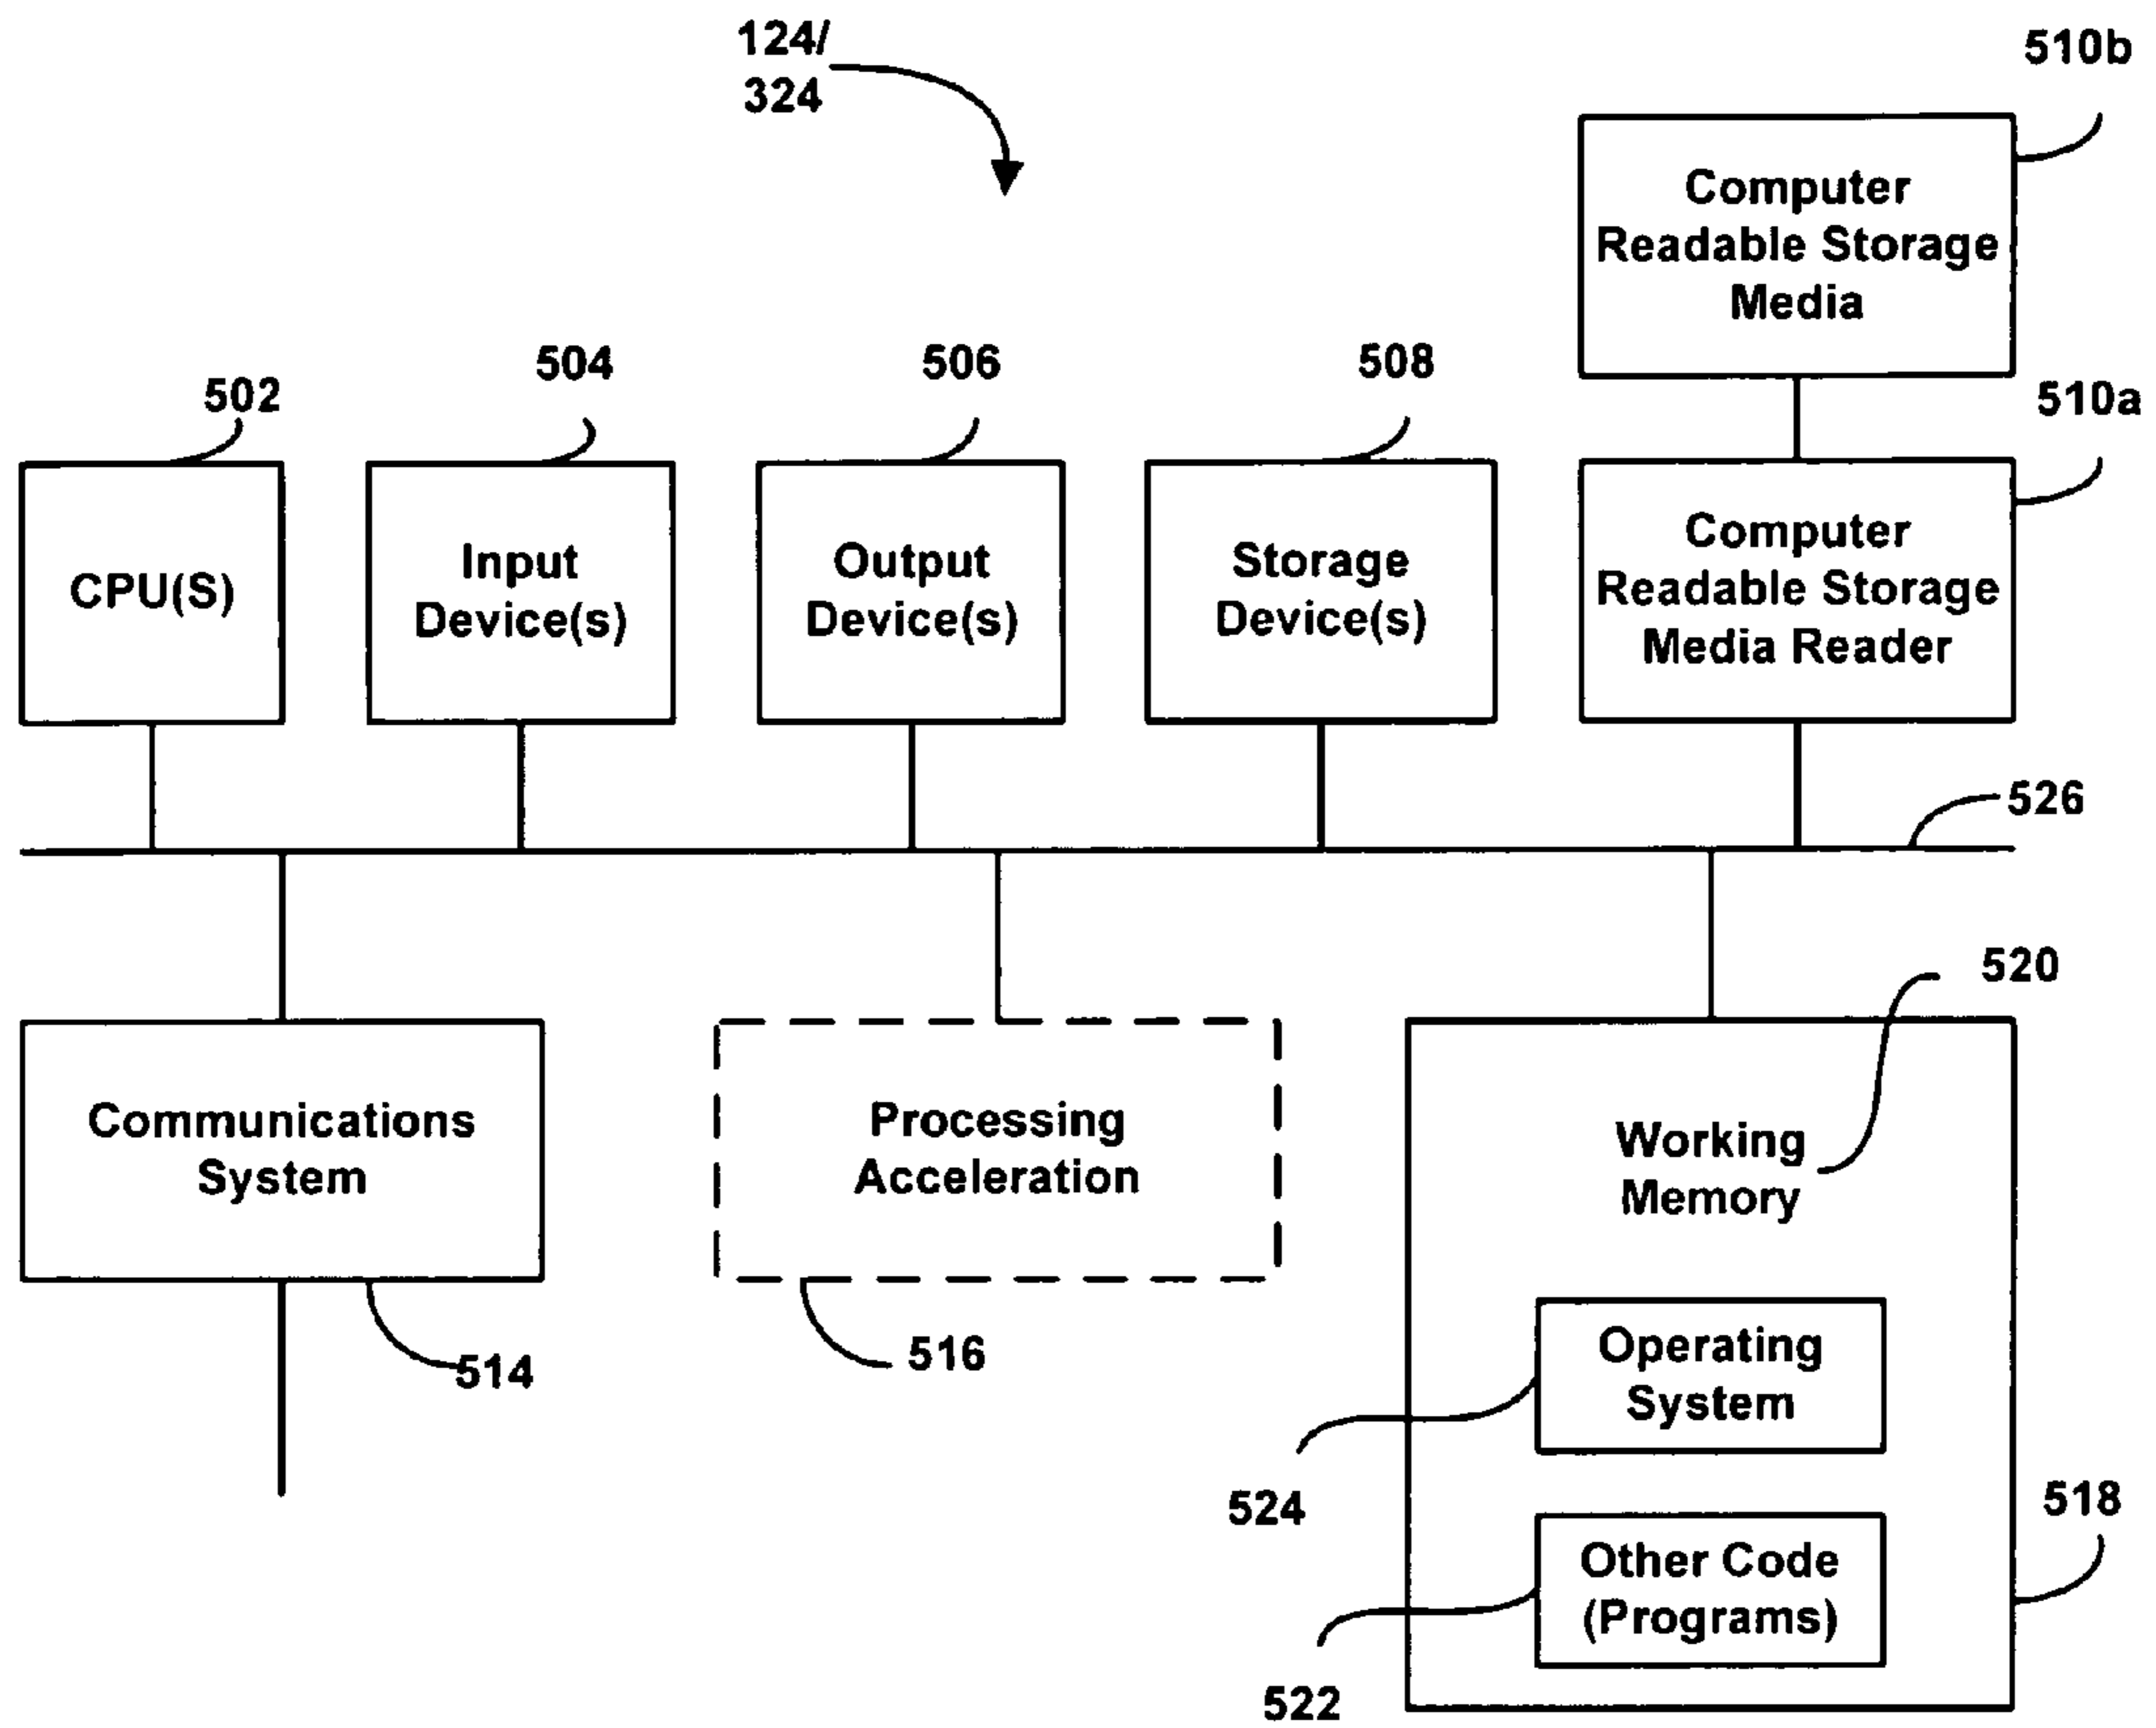 124/
324
510b
Computer
Readable Storage
Media
502
504
506
508
510a
CPU(S)
Input
Device(s)
Output
Device(s)
Storage
Device(s)
Computer
Readable Storage
Media Reader
526
520
Communications
System
Processing
Acceleration
Working
Memory
514
516
Operating
System
524
518
Other Code
(Programs)
522